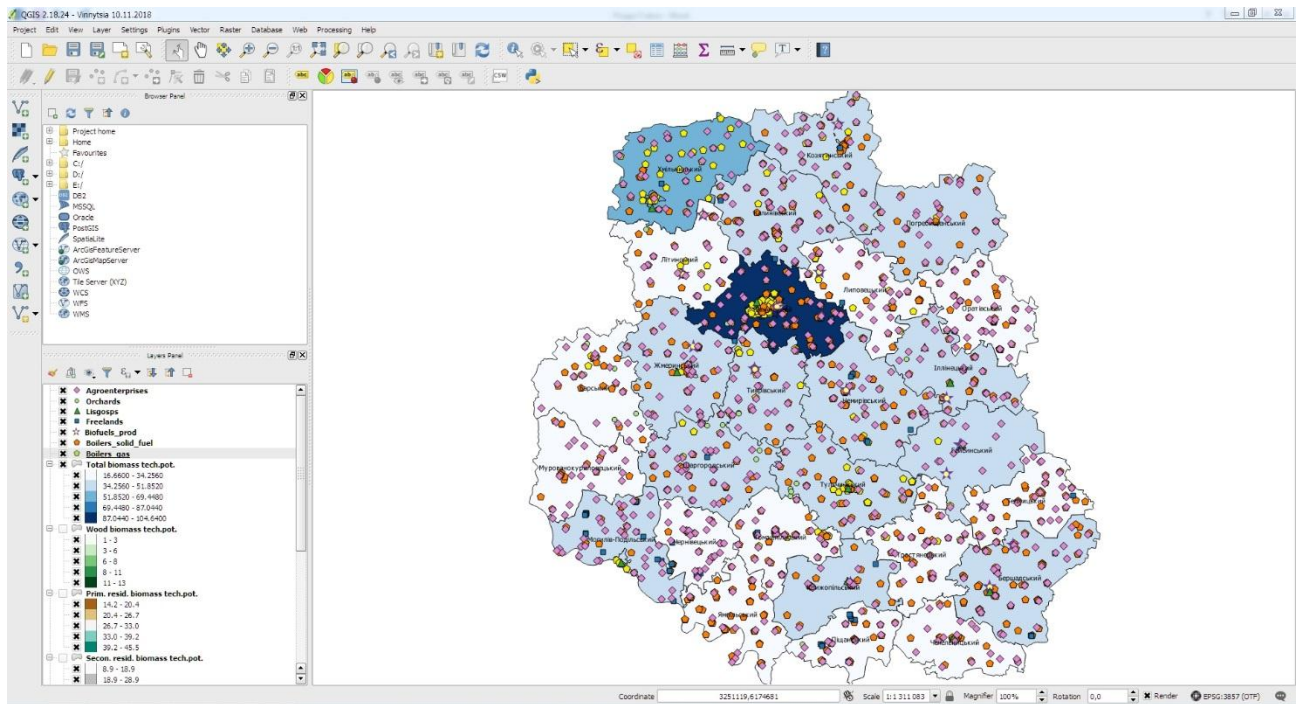 QGIS 2.18.24 - Vinnytsia 10.11.2018
Project Edit View Layer Settings Plugins Vector Raster Database Web Processing Help
CSW
Browser Panel
Project home
Home
Favourites
C:/
D:/
E:/
DB2
MSSQL
Oracle
PostGIS
SpatiaLite
ArcGisFeatureServer
ArcGisMapServer
OWS
Tile Server (XYZ)
WCS
WFS
WMS
Layers Panel
Agroenterprises
Orchards
Lisgosps
Freelands
Biofuels_prod
Boilers_solid_fuel
Boilers_gas
Total biomass tech.pot.
16.6600 - 34.2560
34.2560 - 51.8520
51.8520 - 69.4480
69.4480 - 87.0440
87.0440 - 104.6400
Wood biomass tech.pot.
1 - 3
3 - 6
6 - 8
8 - 11
11 - 13
Prim. resid. biomass tech.pot.
14.2 - 20.4
20.4 - 26.7
26.7 - 33.0
33.0 - 39.2
39.2 - 45.5
Secon. resid. biomass tech.pot.
8.9 - 18.9
18.9 - 28.9
Козятинський
Хмільницький
Погребищенський
Літинський
Липовецький
Оратівський
Жмеринський
Іллінецький
Тиврівський
Немирівський
Мурованокуриловецький
Шаргородський
Тульчинський
Могилів-Подільський
Чернівецький
Тростянецький
Бершадський
Крижопільський
Чечельницький
Coordinate 3251119,6174681 Scale 1:1 311 083 Magnifier 100% Rotation 0,0 Render EPSG:3857 (OTF)